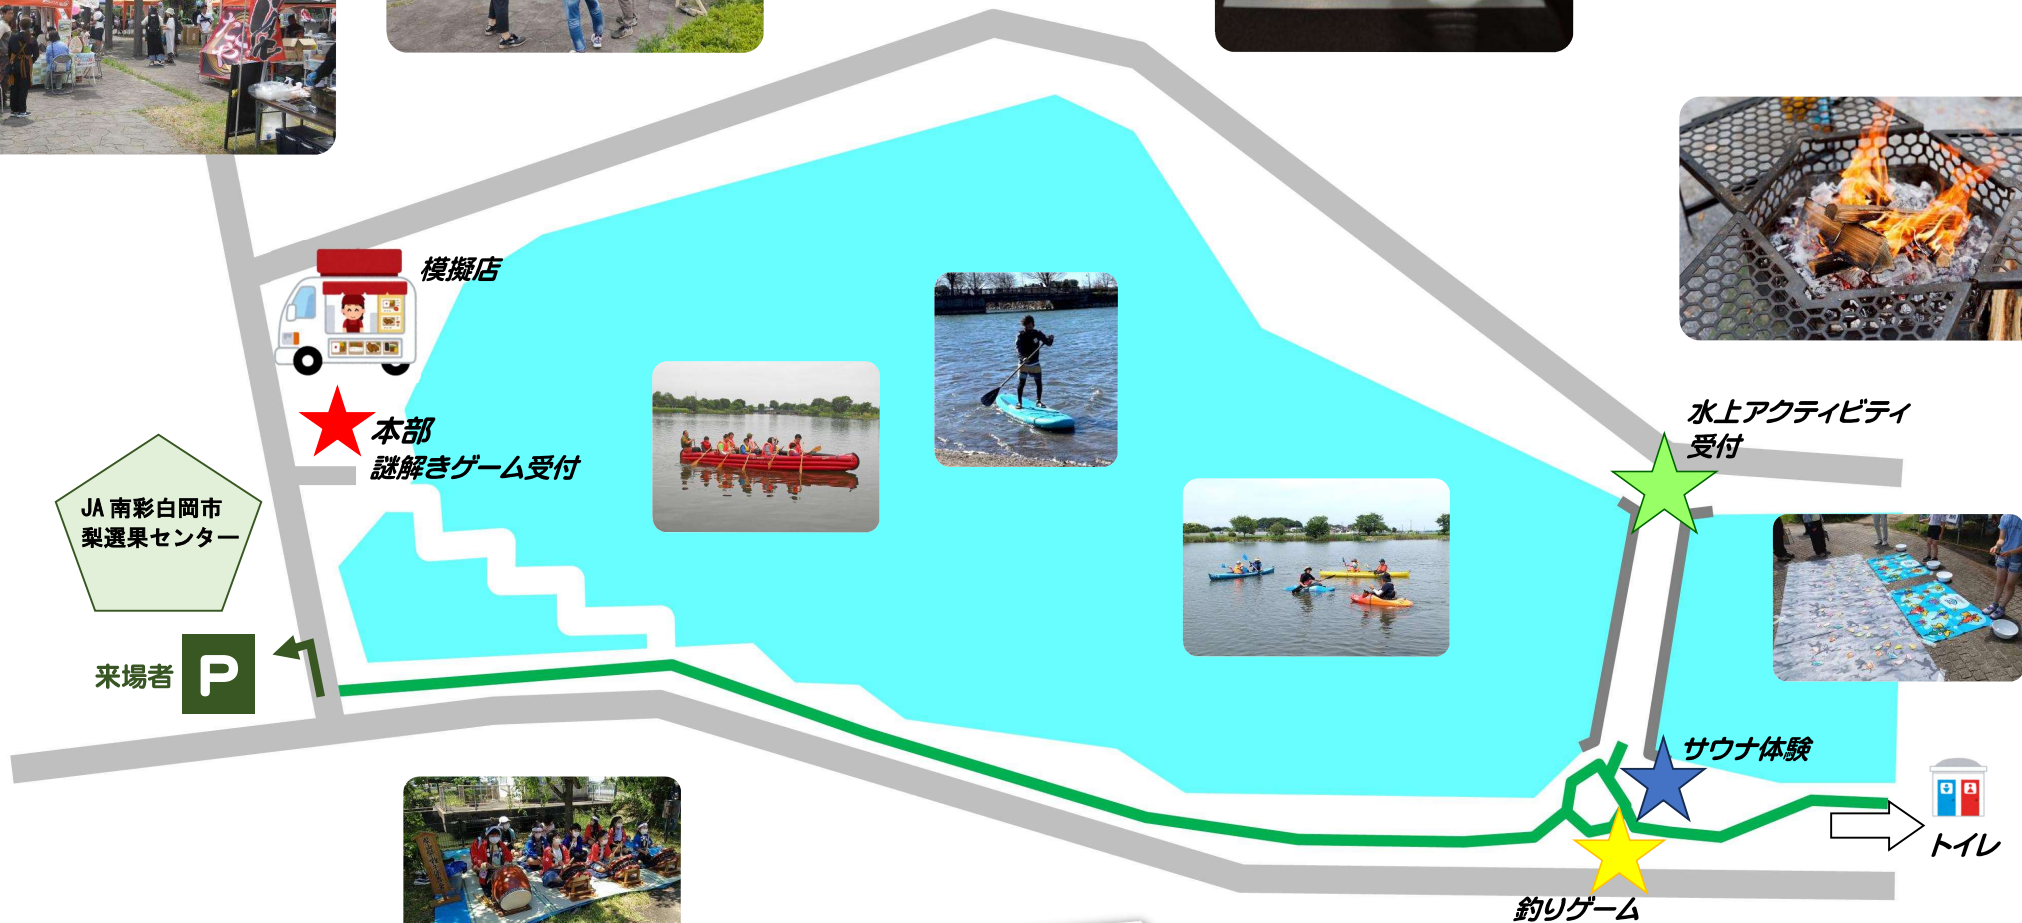 模擬店
本部
謎解きゲーム受付
JA 南彩白岡市
梨選果センター
来場者
P
水上アクティビティ
受付
サウナ体験
トイレ
釣りゲーム